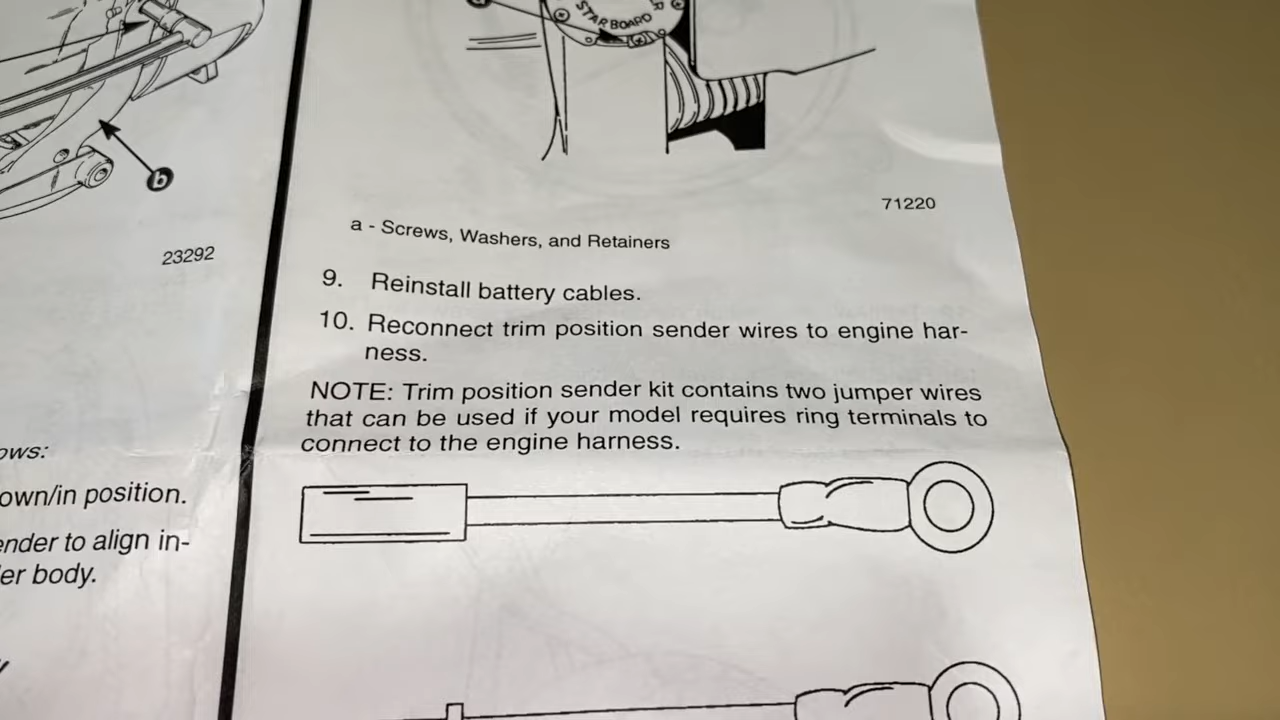 b
23292
ows:
own/in position.
ender to align in-
er body.
STARBOARD
71220
a - Screws, Washers, and Retainers
9. Reinstall battery cables.
10. Reconnect trim position sender wires to engine har-
ness.
NOTE: Trim position sender kit contains two jumper wires
that can be used if your model requires ring terminals to
connect to the engine harness.